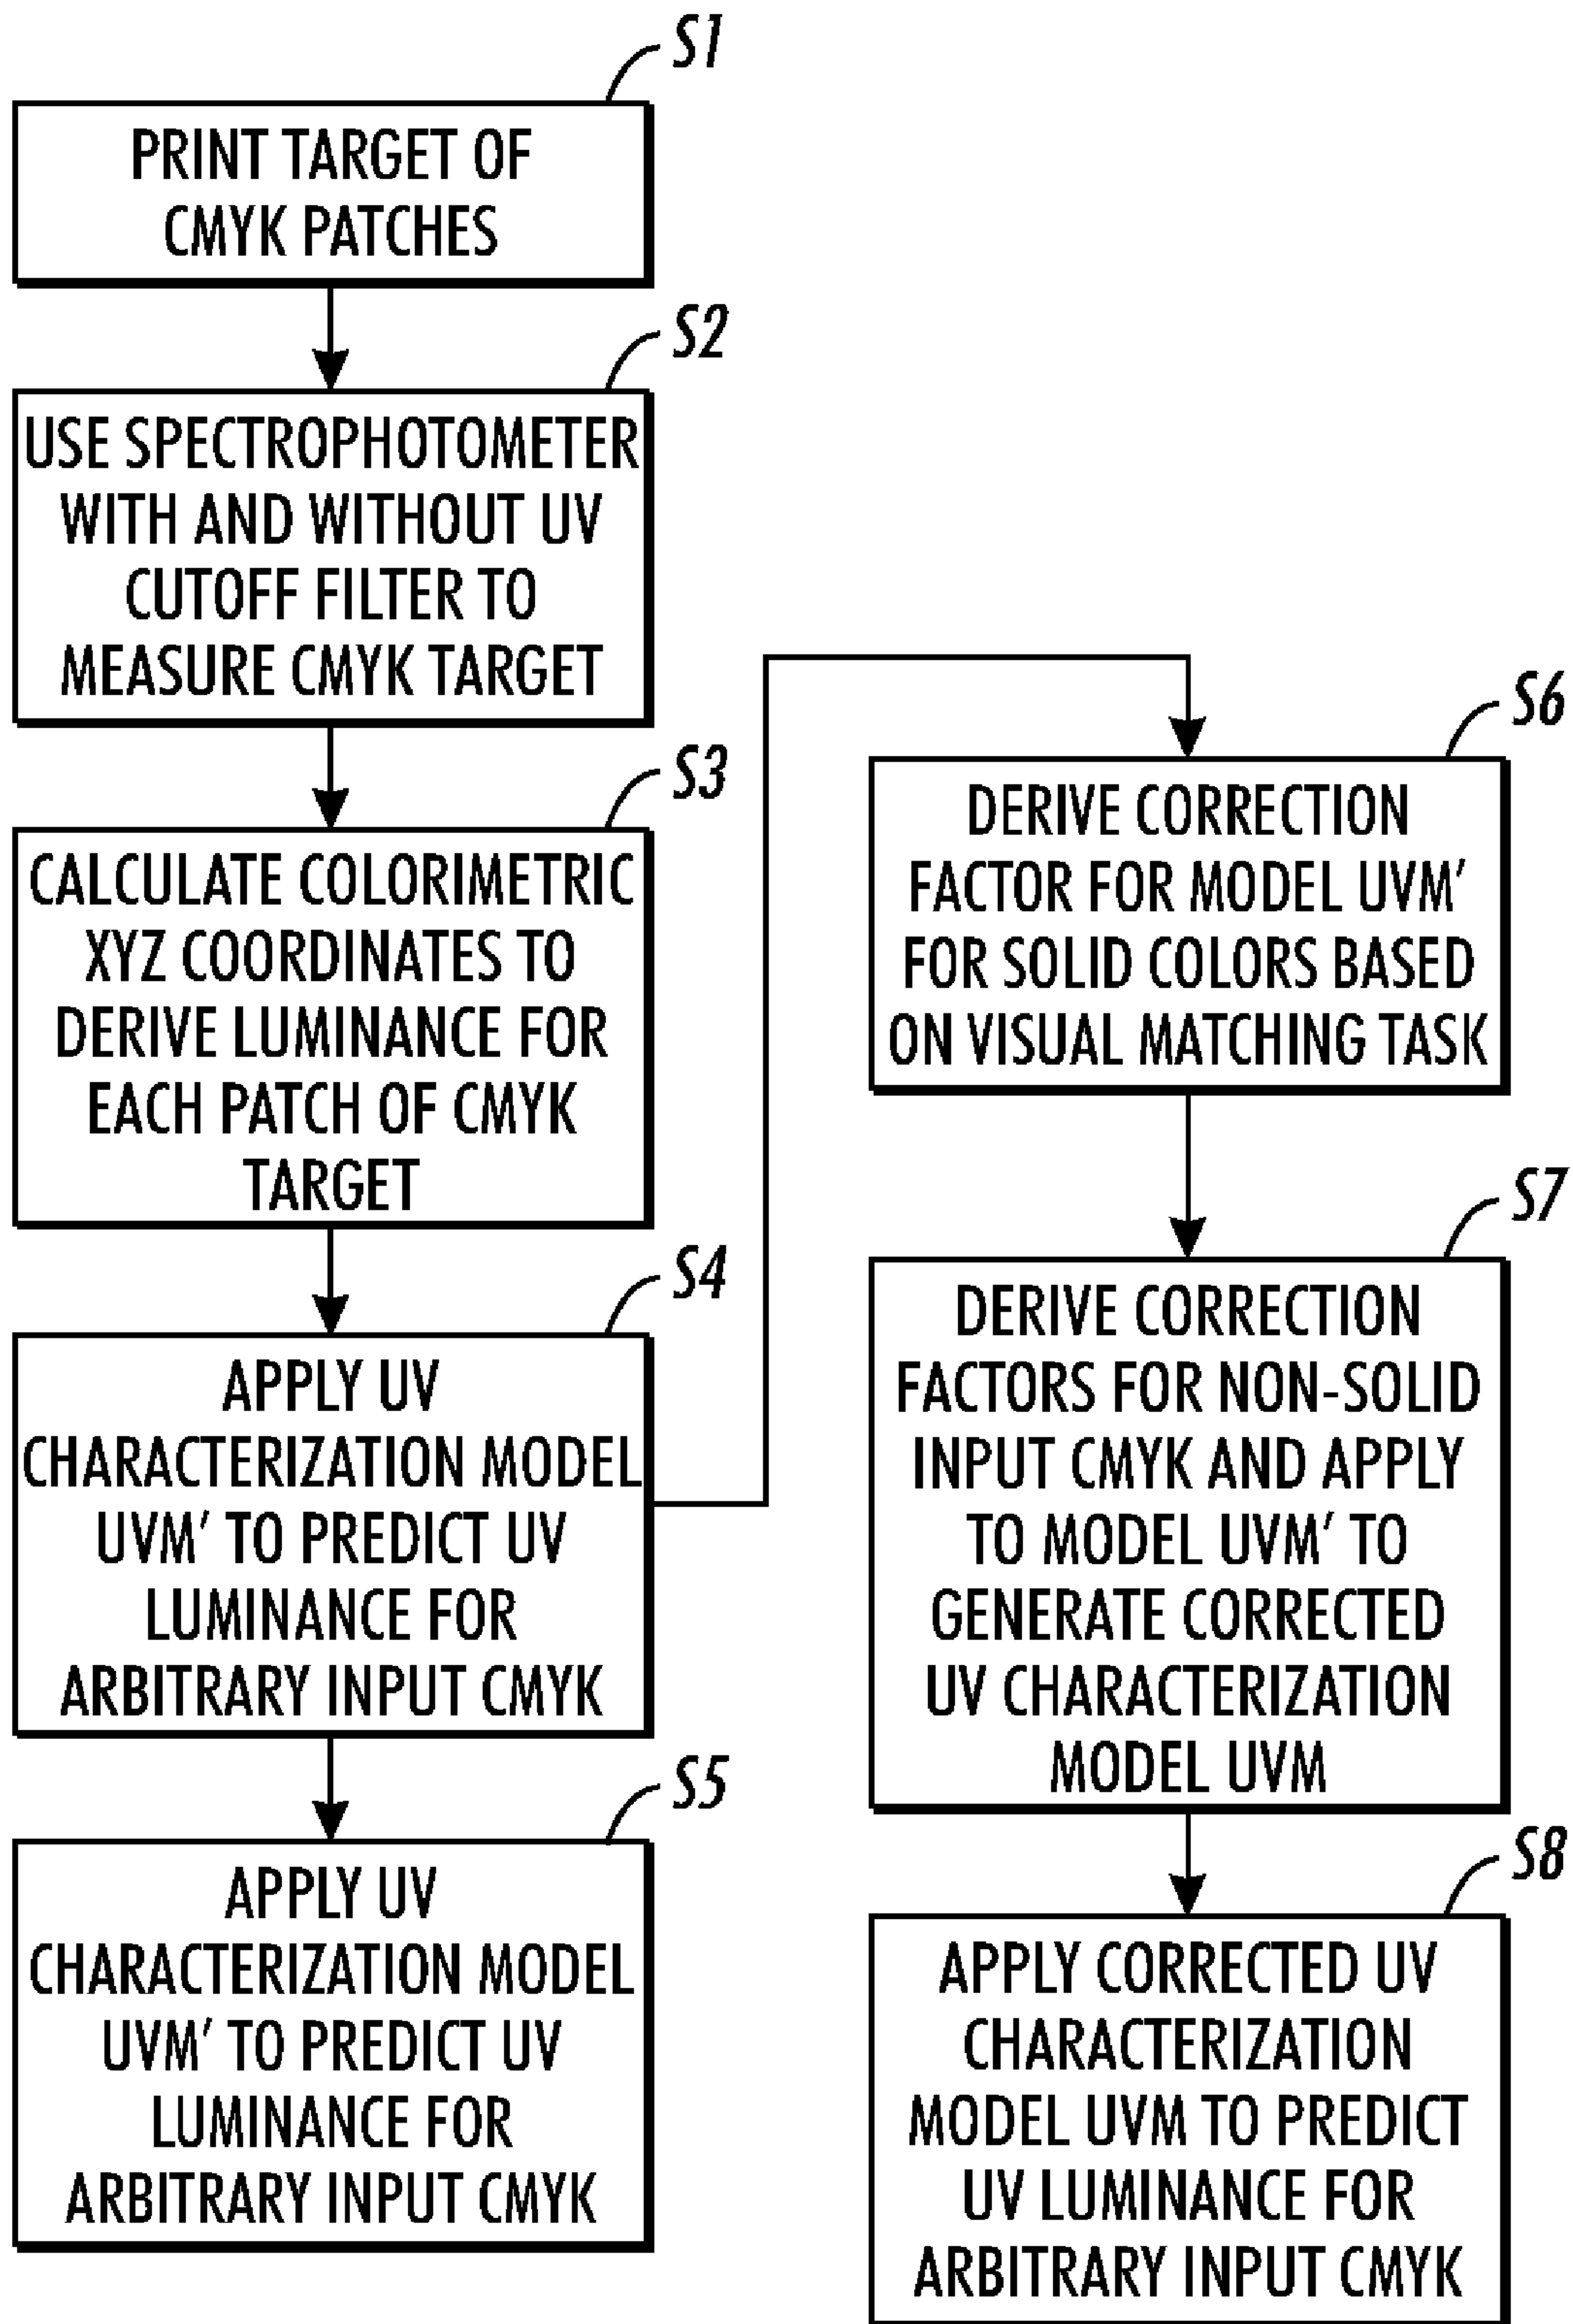 S1
PRINT TARGET OF
CMYK PATCHES
S2
USE SPECTROPHOTOMETER
WITH AND WITHOUT UV
CUTOFF FILTER TO
MEASURE CMYK TARGET
S3
CALCULATE COLORIMETRIC
XYZ COORDINATES TO
DERIVE LUMINANCE FOR
EACH PATCH OF CMYK
TARGET
S4
APPLY UV
CHARACTERIZATION MODEL
UVM' TO PREDICT UV
LUMINANCE FOR
ARBITRARY INPUT CMYK
S5
APPLY UV
CHARACTERIZATION MODEL
UVM' TO PREDICT UV
LUMINANCE FOR
ARBITRARY INPUT CMYK
S6
DERIVE CORRECTION
FACTOR FOR MODEL UVM'
FOR SOLID COLORS BASED
ON VISUAL MATCHING TASK
S7
DERIVE CORRECTION
FACTORS FOR NON-SOLID
INPUT CMYK AND APPLY
TO MODEL UVM' TO
GENERATE CORRECTED
UV CHARACTERIZATION
MODEL UVM
S8
APPLY CORRECTED UV
CHARACTERIZATION
MODEL UVM TO PREDICT
UV LUMINANCE FOR
ARBITRARY INPUT CMYK